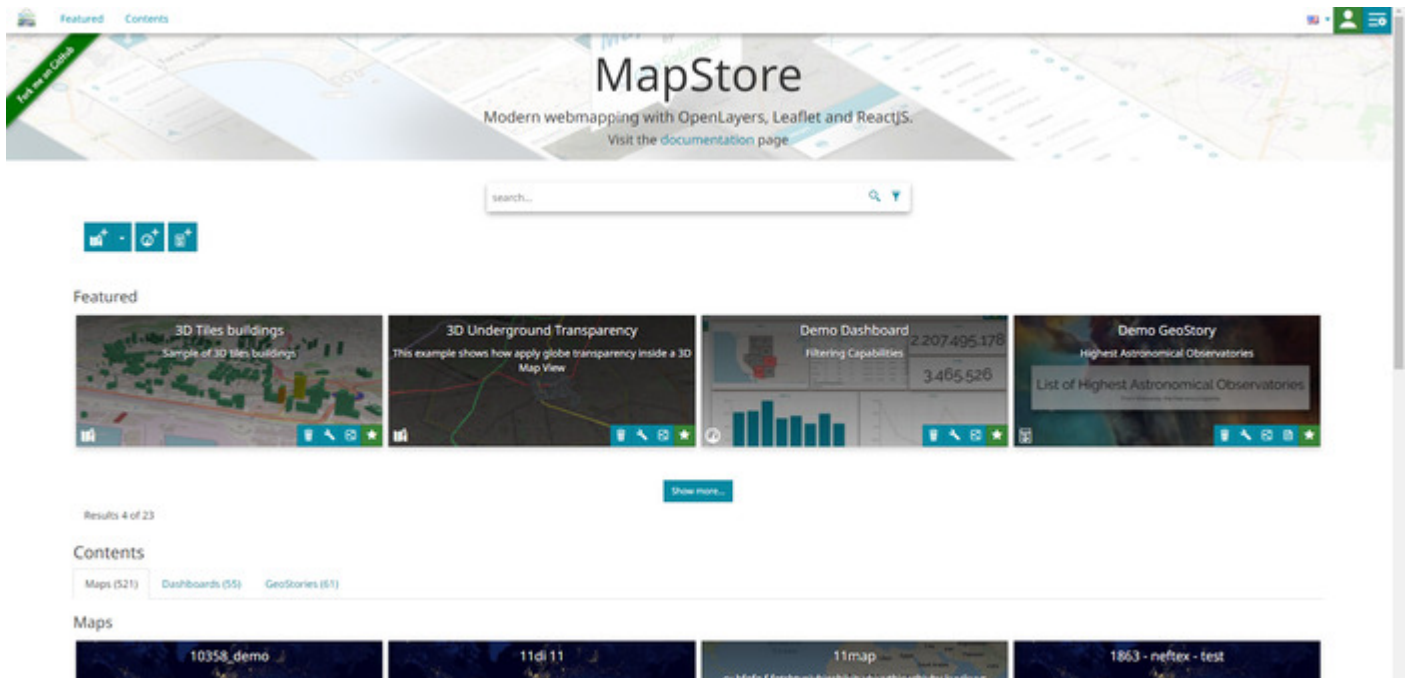 Featured Contents
Fork me on GitHub
MapStore
Modern webmapping with OpenLayers, Leaflet and ReactJS.
Visit the documentation page
search...
Featured
3D Tiles buildings
Sample of 3D tiles buildings
3D Underground Transparency
This example shows how apply globe transparency inside a 3D
Map View
Demo Dashboard
Filtering Capabilities
2.207.495.178
3.465.526
Demo GeoStory
Highest Astronomical Observatories
List of Highest Astronomical Observatories
Show more...
Results 4 of 23
Contents
Maps (521) Dashboards (55) GeoStories (61)
Maps
10358_demo
11di 11
11map
1863 - neftex - test